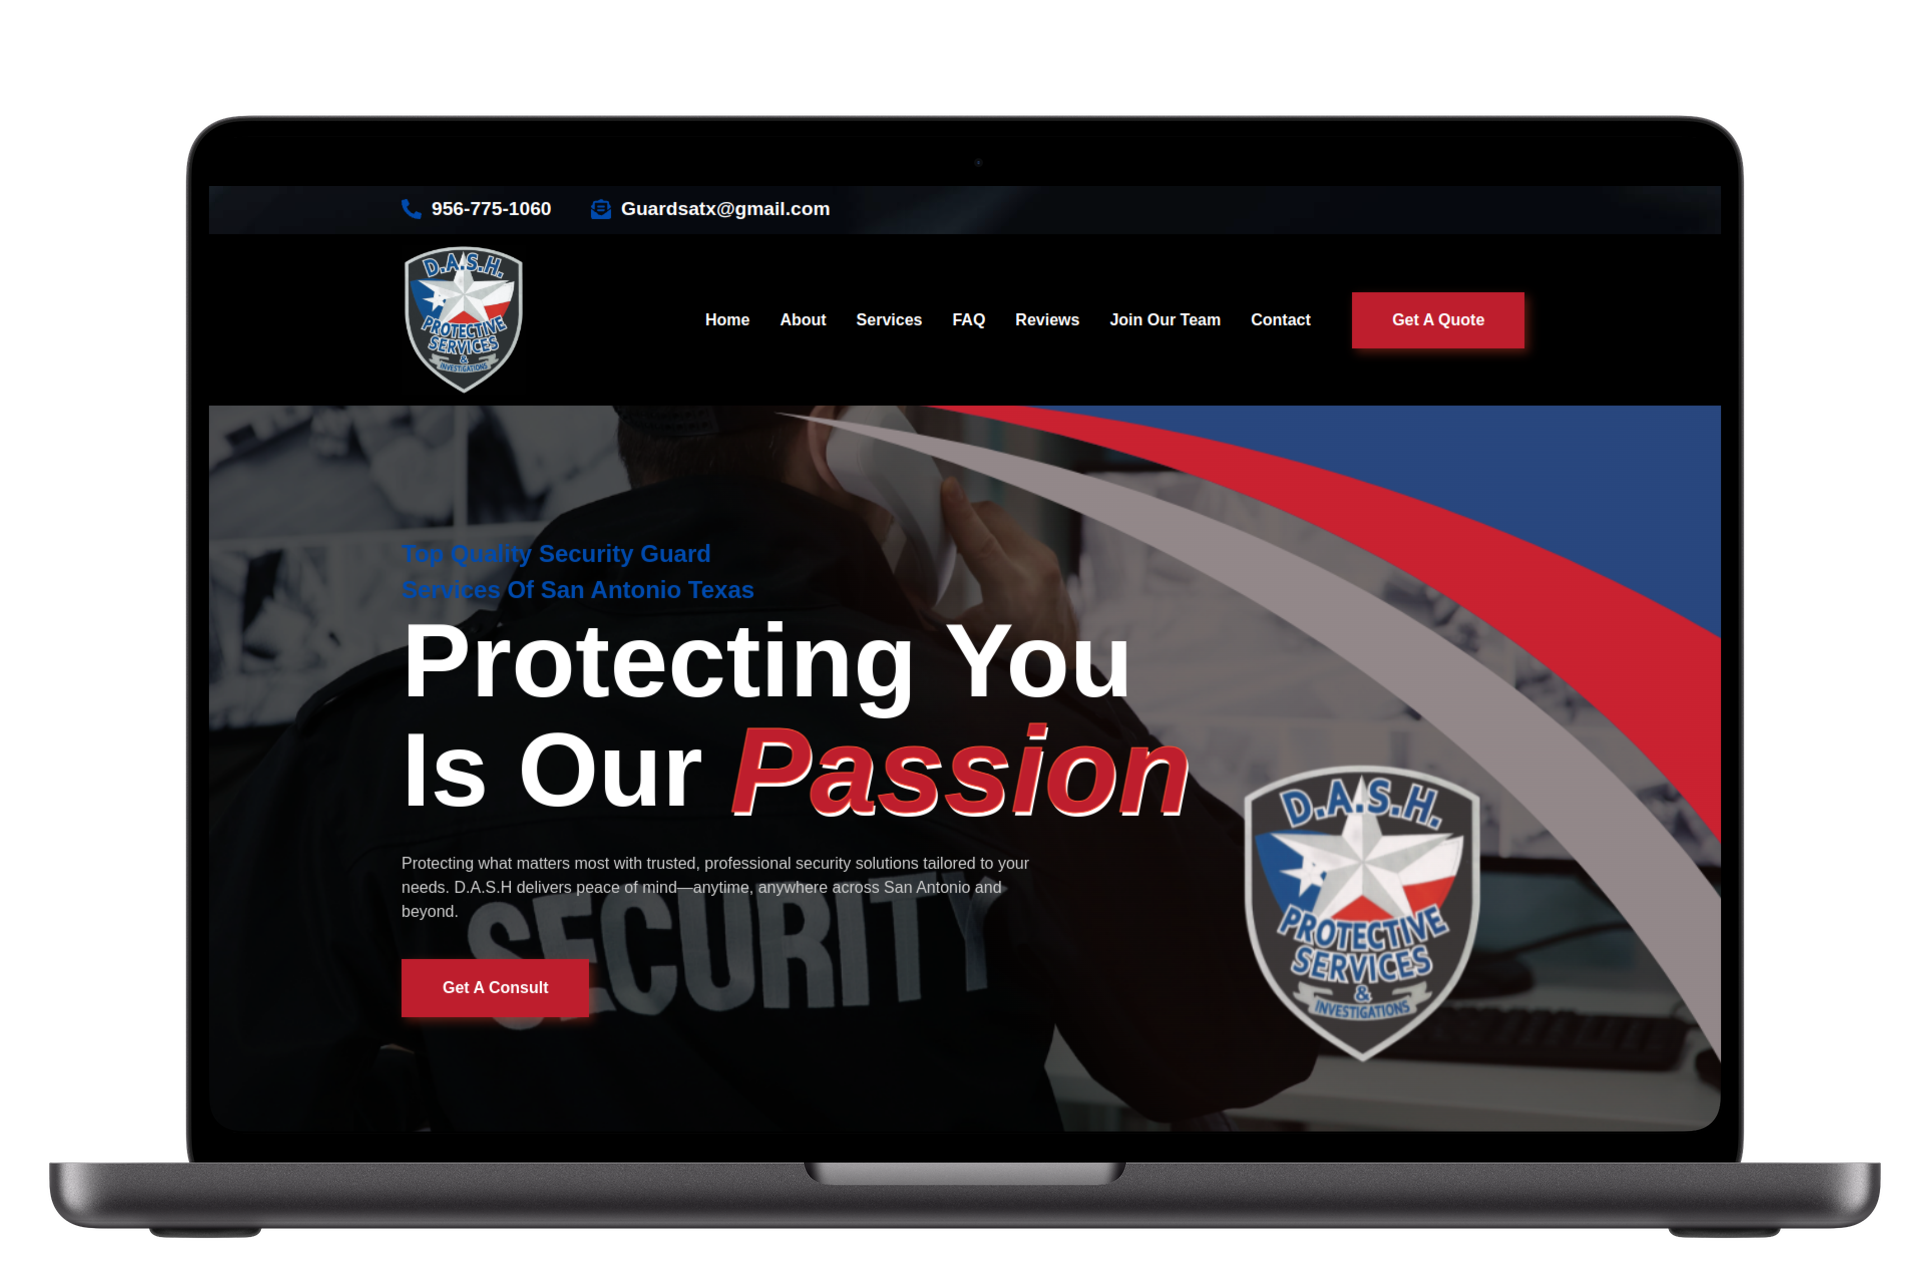 956-775-1060 Guardsatx@gmail.com
D.A.S.H.
PROTECTIVE
SERVICES
&
INVESTIGATIONS
Home About Services FAQ Reviews Join Our Team Contact Get A Quote
Top Quality Security Guard
Services Of San Antonio Texas
Protecting You
Is Our Passion
Protecting what matters most with trusted, professional security solutions tailored to your
needs. D.A.S.H delivers peace of mind—anytime, anywhere across San Antonio and
beyond.
SECURITY
Get A Consult
D.A.S.H.
PROTECTIVE
SERVICES
&
INVESTIGATIONS